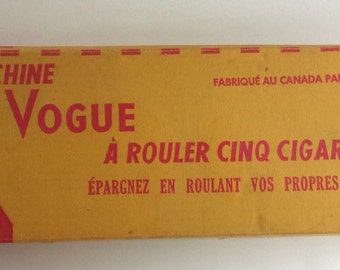 CHINE
FABRIQUÉ AU CANADA PA
VOGUE
À ROULER CINQ CIGAR
ÉPARGNEZ EN ROULANT VOS PROPRES